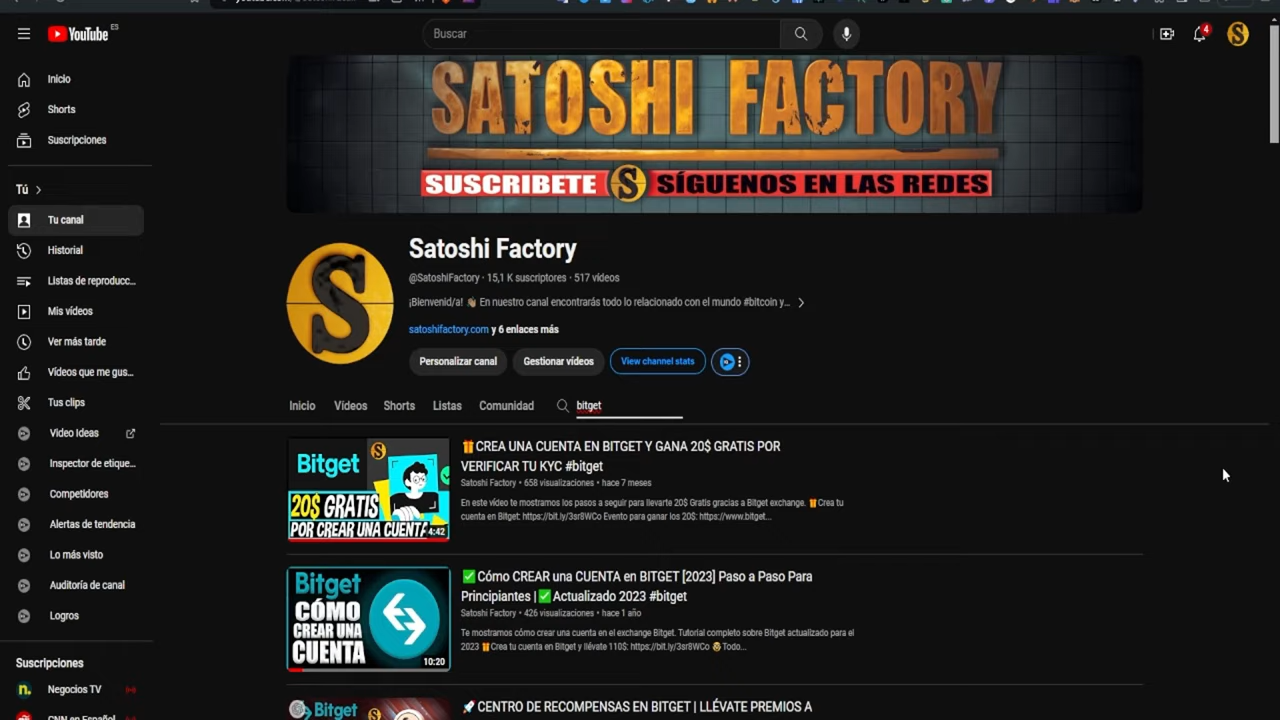 YouTube ES
Buscar
4
Inicio
Shorts
Suscripciones
Tú
Tu canal
Historial
Listas de reproducc...
Mis vídeos
Ver más tarde
Vídeos que me gus...
Tus clips
Video Ideas
Inspector de etique...
Competidores
Alertas de tendencia
Lo más visto
Auditoría de canal
Logros
Suscripciones
Negocios TV
CNN en Español
SATOSHI FACTORY
SUSCRIBETE S SÍGUENOS EN LAS REDES
Satoshi Factory
@SatoshiFactory · 15,1 K suscriptores · 517 vídeos
¡Bienvenid/a! 👋🏽 En nuestro canal encontrarás todo lo relacionado con el mundo #bitcoin y...
satoshifactory.com y 6 enlaces más
Personalizar canal
Gestionar vídeos
View channel stats
Inicio
Vídeos
Shorts
Listas
Comunidad
bitget
Bitget
20$ GRATIS
POR CREAR UNA CUENTA
4:42
🎁CREA UNA CUENTA EN BITGET Y GANA 20$ GRATIS POR
VERIFICAR TU KYC #bitget
Satoshi Factory · 658 visualizaciones · hace 7 meses
En este vídeo te mostramos los pasos a seguir para llevarte 20$ Gratis gracias a Bitget exchange. 🎁Crea tu
cuenta en Bitget: https://bit.ly/3sr8WCo Evento para ganar los 20$: https://www.bitget...
Bitget
CÓMO
CREAR UNA
CUENTA
10:20
✅Cómo CREAR una CUENTA en BITGET [2023] Paso a Paso Para
Principiantes |✅Actualizado 2023 #bitget
Satoshi Factory · 426 visualizaciones · hace 1 año
Te mostramos cómo crear una cuenta en el exchange Bitget. Tutorial completo sobre Bitget actualizado para el
2023 🎁Crea tu cuenta en Bitget y llévate 110$: https://bit.ly/3sr8WCo 🤓Todo...
Bitget
🚀 CENTRO DE RECOMPENSAS EN BITGET | LLÉVATE PREMIOS A